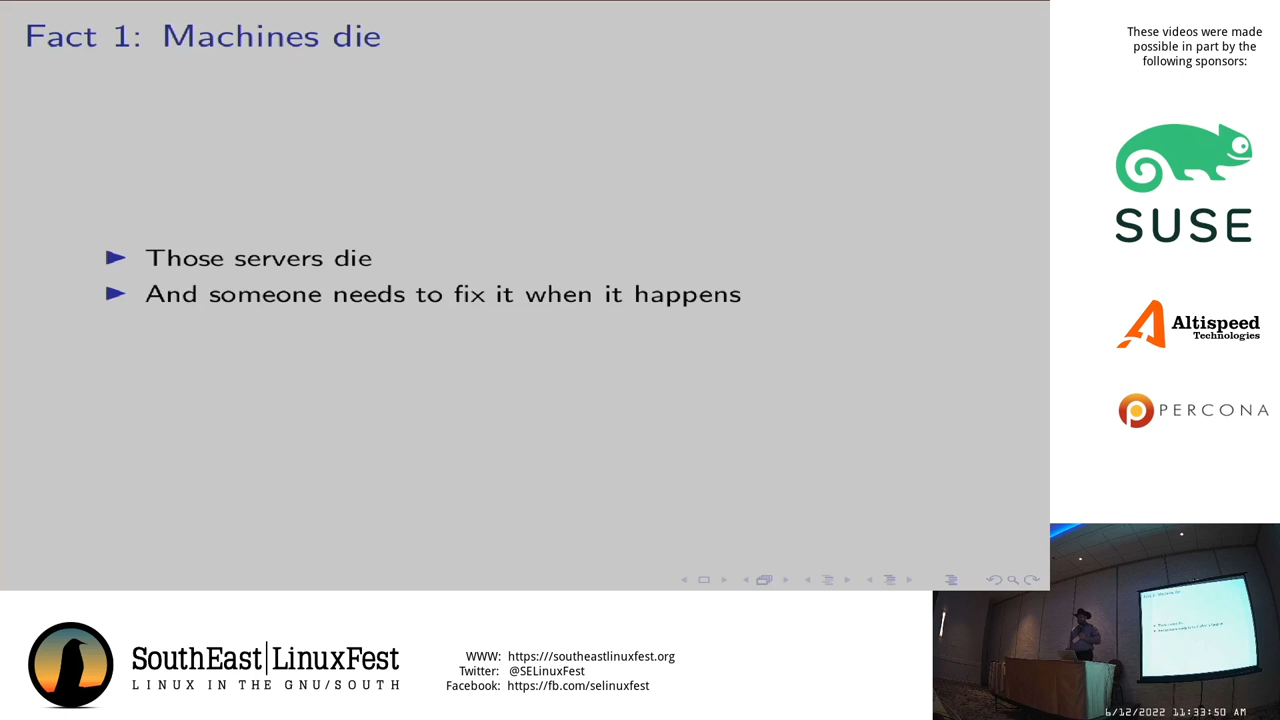 Fact 1: Machines die
Those servers die
And someone needs to fix it when it happens
These videos were made
possible in part by the
following sponsors:
SUSE
Altispeed
Technologies
PERCONA
SouthEast LinuxFest
LINUX IN THE GNU/SOUTH
WWW: https:///southeastlinuxfest.org
Twitter: @SELinuxFest
Facebook: https://fb.com/selinuxfest
6/12/2022 11:33:50 AM